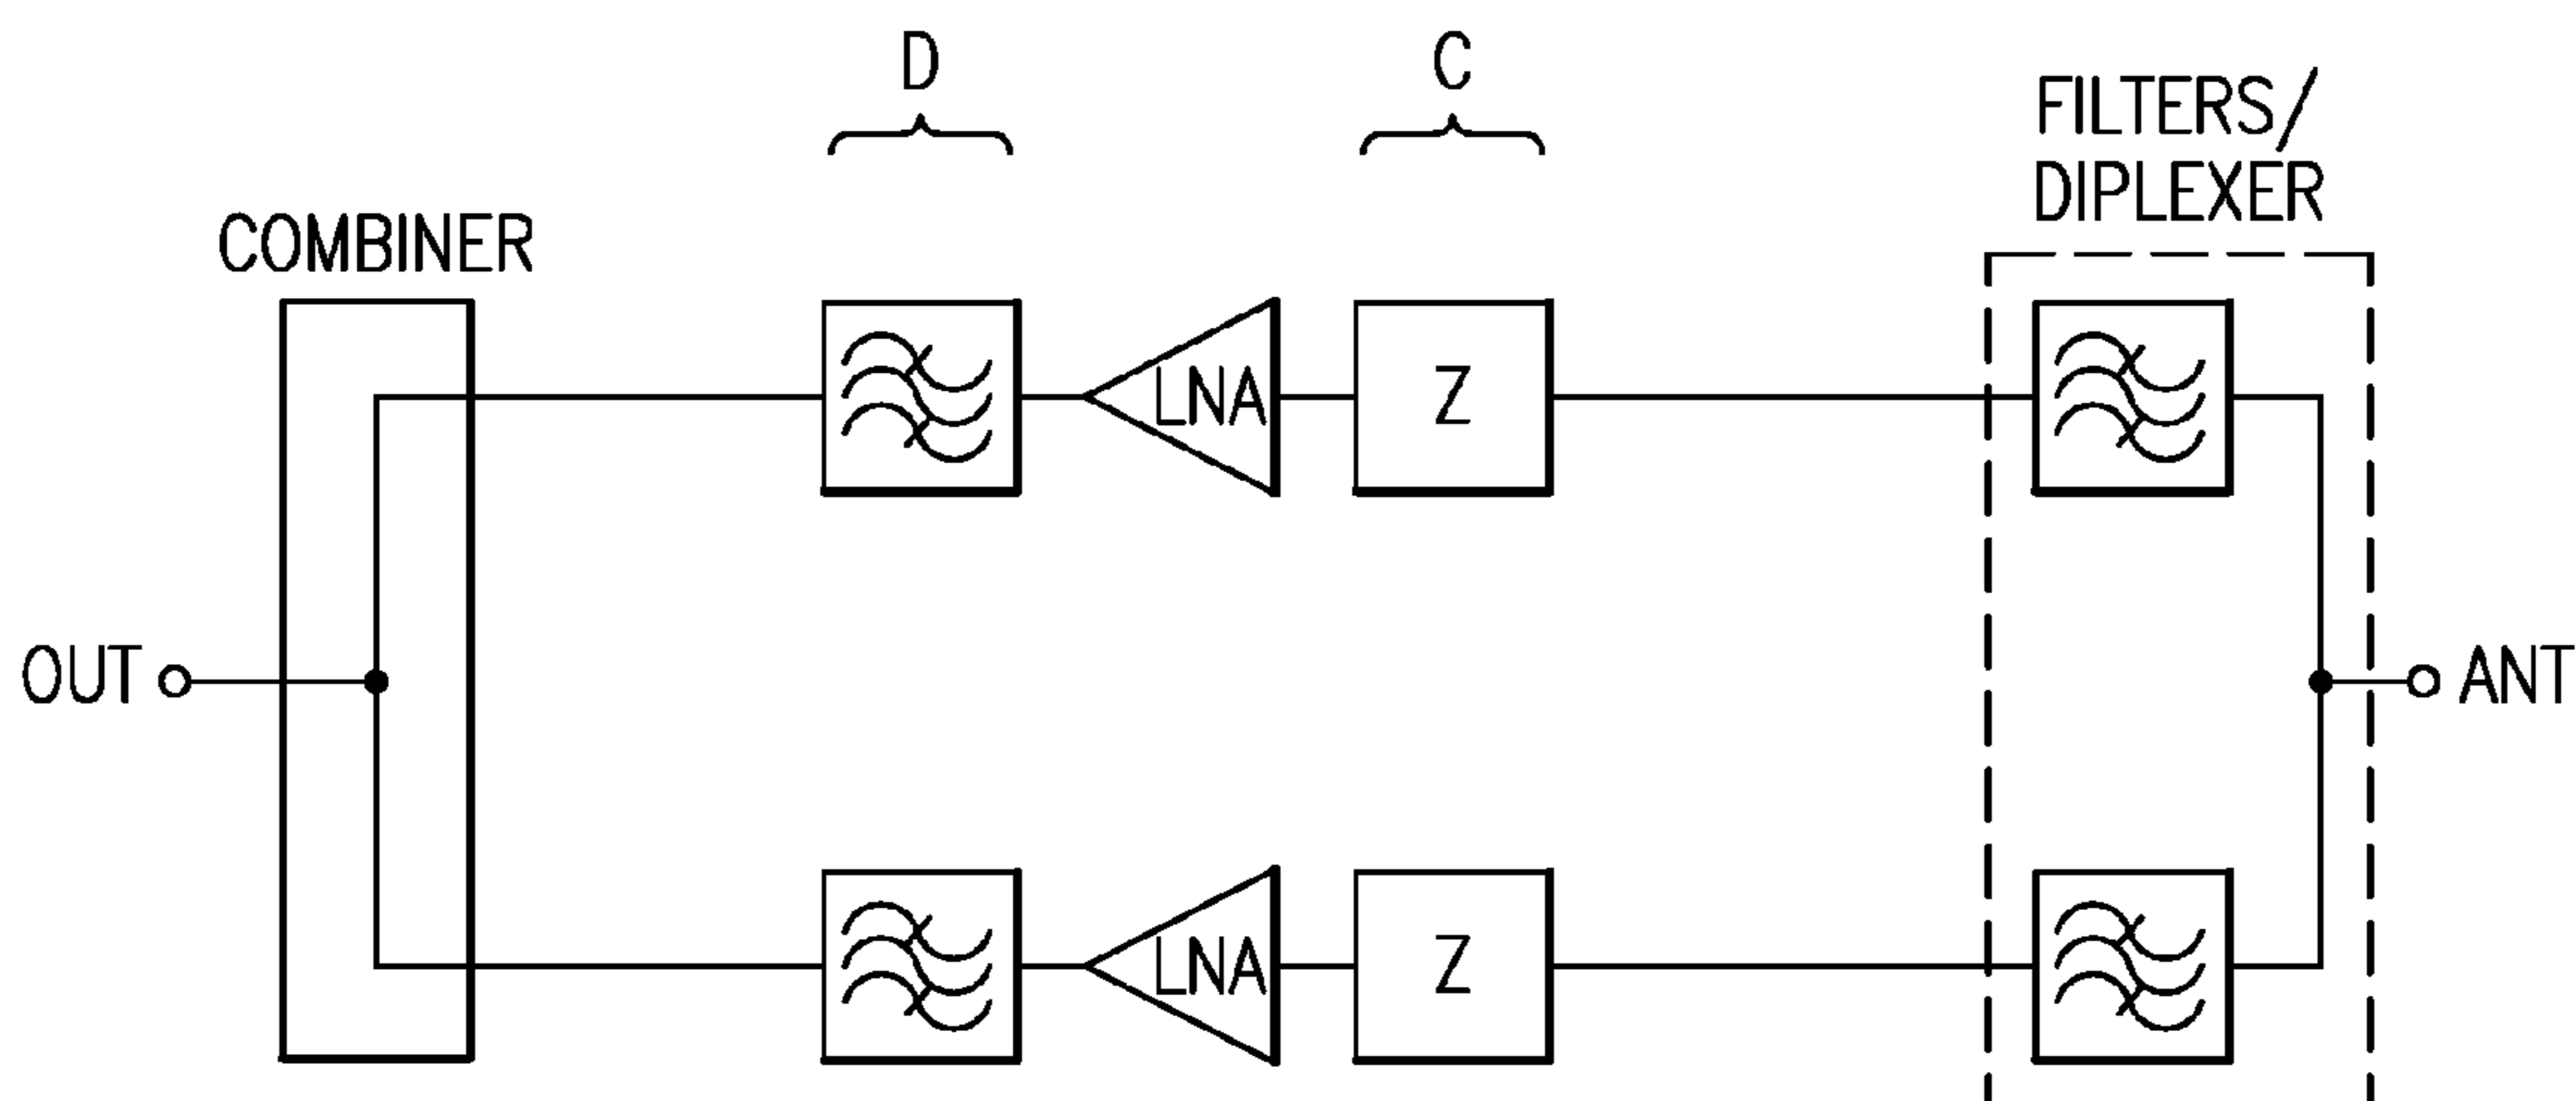 D
C
FILTERS/
DIPLEXER
COMBINER
LNA
Z
OUT
ANT
LNA
Z